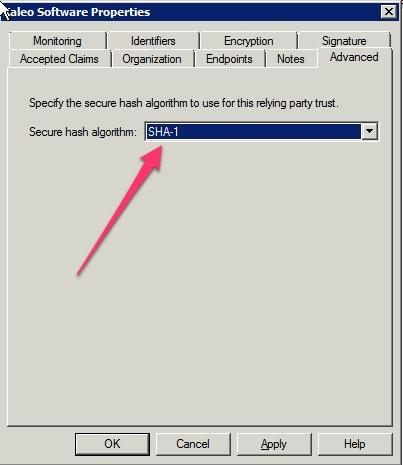 Kaleo Software Properties
Monitoring Identifiers Encryption Signature
Accepted Claims Organization Endpoints Notes Advanced
Specify the secure hash algorithm to use for this relying party trust.
Secure hash algorithm: SHA-1
OK Cancel Apply Help